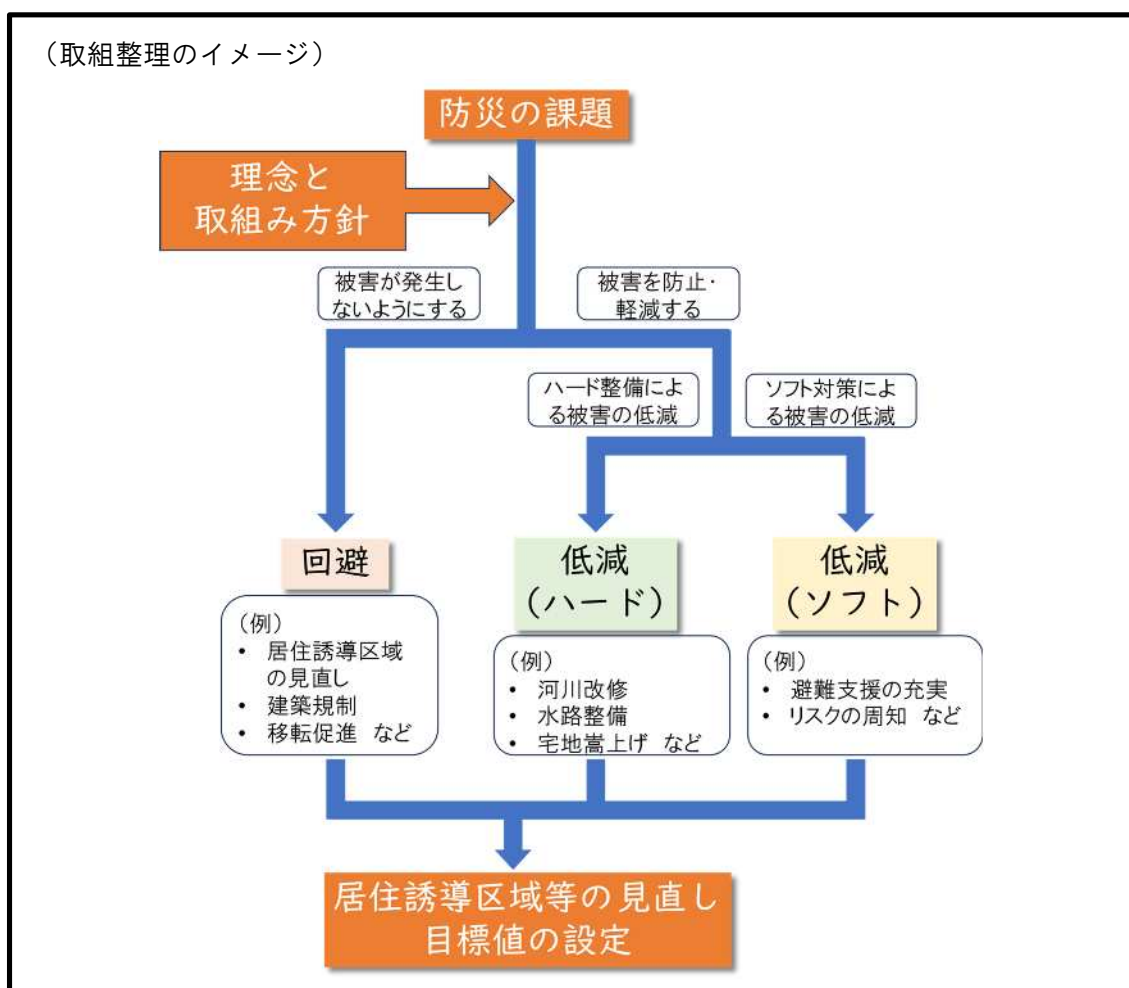 （取組整理のイメージ）
防災の課題
理念と
取組み方針
被害が発生し
ないようにする
被害を防止・
軽減する
ハード整備によ
る被害の低減
ソフト対策によ
る被害の低減
回避
（例）
• 居住誘導区域
の見直し
• 建築規制
• 移転促進 など
低減
（ハード）
（例）
• 河川改修
• 水路整備
• 宅地嵩上げ など
低減
（ソフト）
（例）
• 避難支援の充実
• リスクの周知 など
居住誘導区域等の見直し
目標値の設定